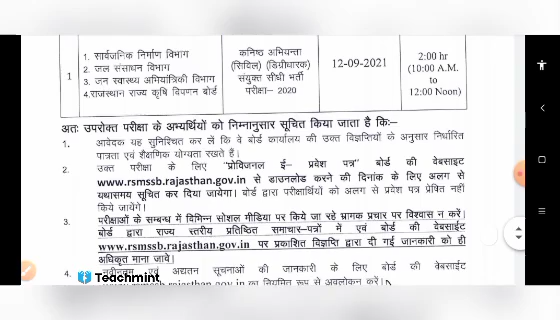 1. सार्वजनिक निर्माण विभाग
2. जल संसाधन विभाग
1 3. जन स्वास्थ्य अभियांत्रिकी विभाग
4.राजस्थान राज्य कृषि विपणन बोर्ड
कनिष्ठ अभियन्ता
(सिविल) (डिग्रीधारक)
संयुक्त सीधी भर्ती
परीक्षा- 2020
12-09-2021
2:00 hr
(10:00 A.M.
to
12:00 Noon)
अतः उपरोक्त परीक्षा के अभ्यर्थियों को निम्नानुसार सूचित किया जाता है कि:-
1. आवेदक यह सुनिश्चित कर लें कि वे बोर्ड कार्यालय की उक्त विज्ञप्तियों के अनुसार निर्धारित
पात्रता एवं शैक्षणिक योग्यता रखते हैं।
2. उक्त परीक्षा के लिए "प्रोविजनल ई- प्रवेश पत्र" बोर्ड की वेबसाइट
www.rsmssb.rajasthan.gov.in से डाउनलोड करने की दिनांक के लिए अलग से
यथासमय सूचित कर दिया जायेगा। बोर्ड द्वारा परीक्षार्थियों को अलग से प्रवेश पत्र प्रेषित नहीं
किये जायेंगे।
3. परीक्षाओं के सम्बन्ध में विभिन्न सोशल मीडिया पर किये जा रहे भ्रामक प्रचार पर विश्वास न करें।
बोर्ड द्वारा राज्य स्तरीय प्रतिष्ठित समाचार-पत्रों में एवं बोर्ड की वेबसाईट
www.rsmssb.rajasthan.gov.in पर प्रकाशित विज्ञप्ति द्वारा दी गई जानकारी को ही
अधिकृत माना जावे।
4. नवीनतम एवं अद्यतन सूचनाओं की जानकारी के लिए बोर्ड की वेबसाईट
www.rsmssb.rajasthan.gov.in का नियमित रूप से अवलोकन करें।
Teachmint